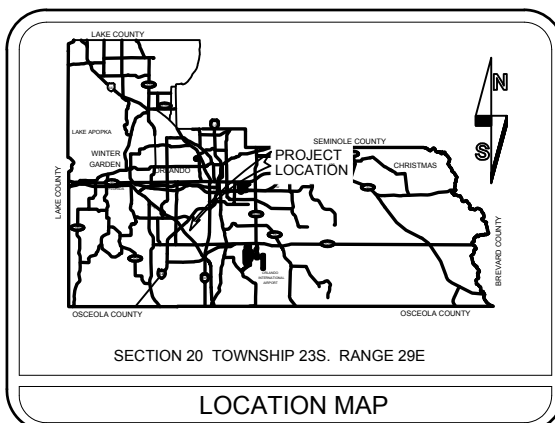 LAKE COUNTY
LAKE APOPKA
N
SEMINOLE COUNTY
WINTER
GARDEN
ORLANDO
PROJECT
LOCATION
CHRISTMAS
S
LAKE COUNTY
BREVARD COUNTY
ORLANDO
INTERNATIONAL
AIRPORT
OSCEOLA COUNTY
OSCEOLA COUNTY
SECTION 20 TOWNSHIP 23S. RANGE 29E
LOCATION MAP